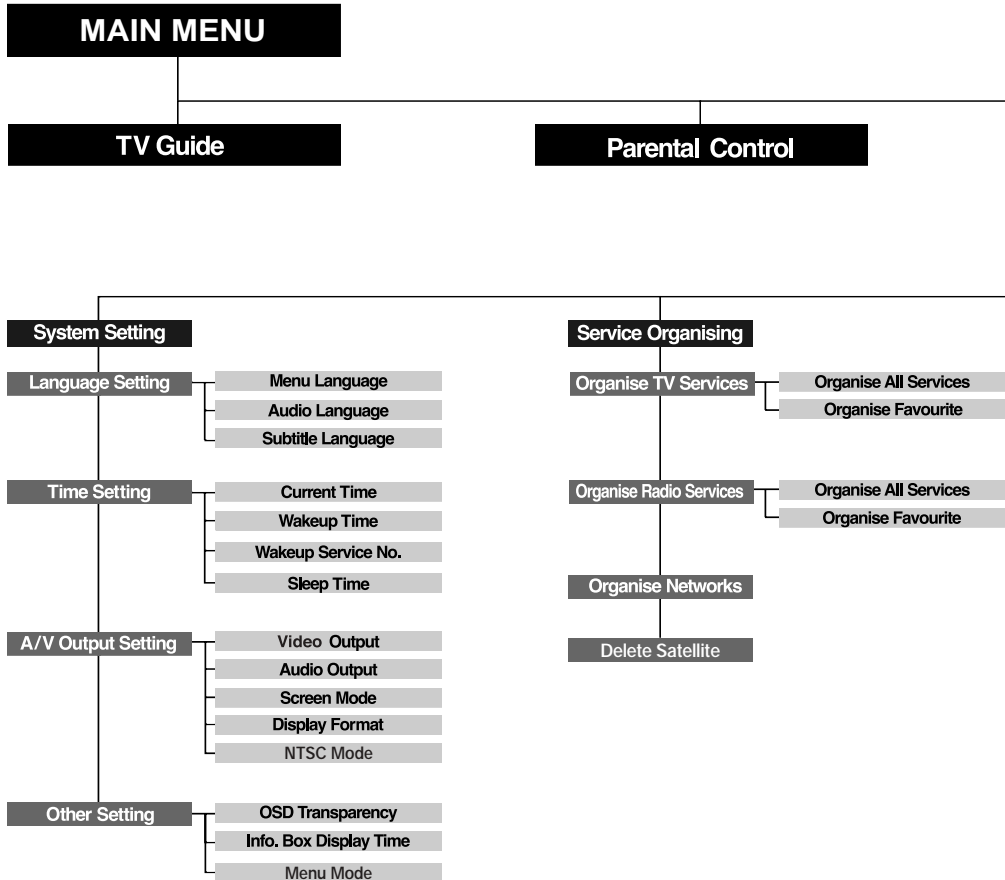 MAIN MENU
TV Guide
Parental Control
System Setting
Language Setting
Menu Language
Audio Language
Subtitle Language
Time Setting
Current Time
Wakeup Time
Wakeup Service No.
Sleep Time
A/V Output Setting
Video Output
Audio Output
Screen Mode
Display Format
NTSC Mode
Other Setting
OSD Transparency
Info. Box Display Time
Menu Mode
Service Organising
Organise TV Services
Organise All Services
Organise Favourite
Organise Radio Services
Organise All Services
Organise Favourite
Organise Networks
Delete Satellite